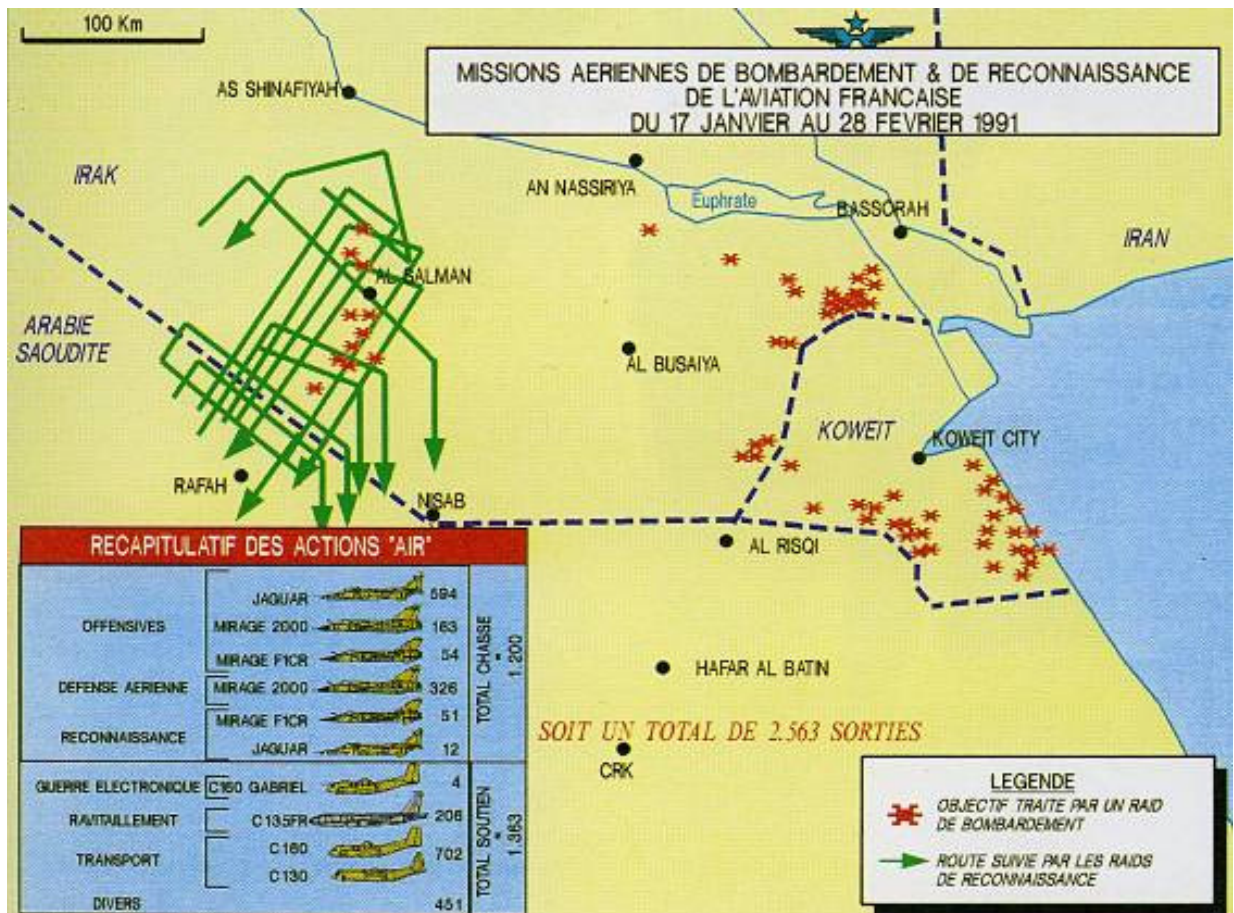 100 Km
MISSIONS AERIENNES DE BOMBARDEMENT & DE RECONNAISSANCE
DE L'AVIATION FRANCAISE
DU 17 JANVIER AU 28 FEVRIER 1991
AS SHINAFIYAH
IRAK
AN NASSIRIYA
Euphrate
BASSORAH
IRAN
AL SALMAN
ARABIE
SAOUDITE
AL BUSAIYA
KOWEIT
KOWEIT CITY
RAFAH
NISAB
AL RISQI
HAFAR AL BATIN
SOIT UN TOTAL DE 2.563 SORTIES
CRK
RECAPITULATIF DES ACTIONS "AIR"
OFFENSIVES
JAGUAR 594
MIRAGE 2000 163
MIRAGE F1CR 54
DEFENSE AERIENNE MIRAGE 2000 326
RECONNAISSANCE
MIRAGE F1CR 51
JAGUAR 12
TOTAL CHASSE = 1.200
GUERRE ELECTRONIQUE C160 GABRIEL 4
RAVITAILLEMENT C135FR 206
TRANSPORT
C160
C130
702
DIVERS 451
TOTAL SOUTIEN = 1.363
LEGENDE
OBJECTIF TRAITE PAR UN RAID
DE BOMBARDEMENT
ROUTE SUIVIE PAR LES RAIDS
DE RECONNAISSANCE